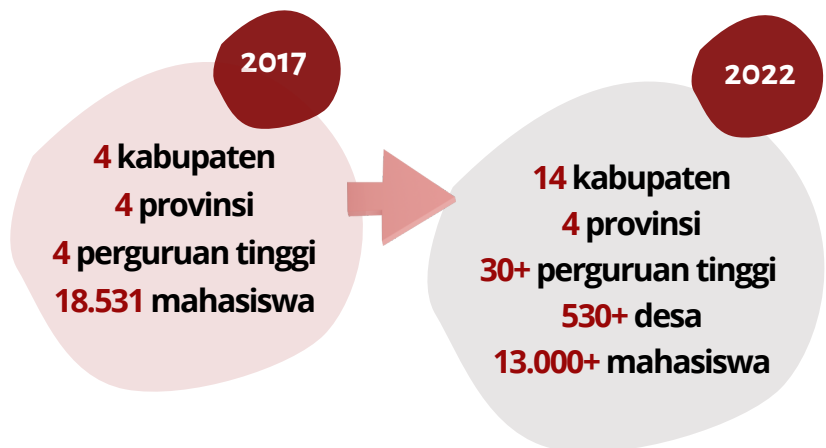 2017
4 kabupaten
4 provinsi
4 perguruan tinggi
18.531 mahasiswa
2022
14 kabupaten
4 provinsi
30+ perguruan tinggi
530+ desa
13.000+ mahasiswa